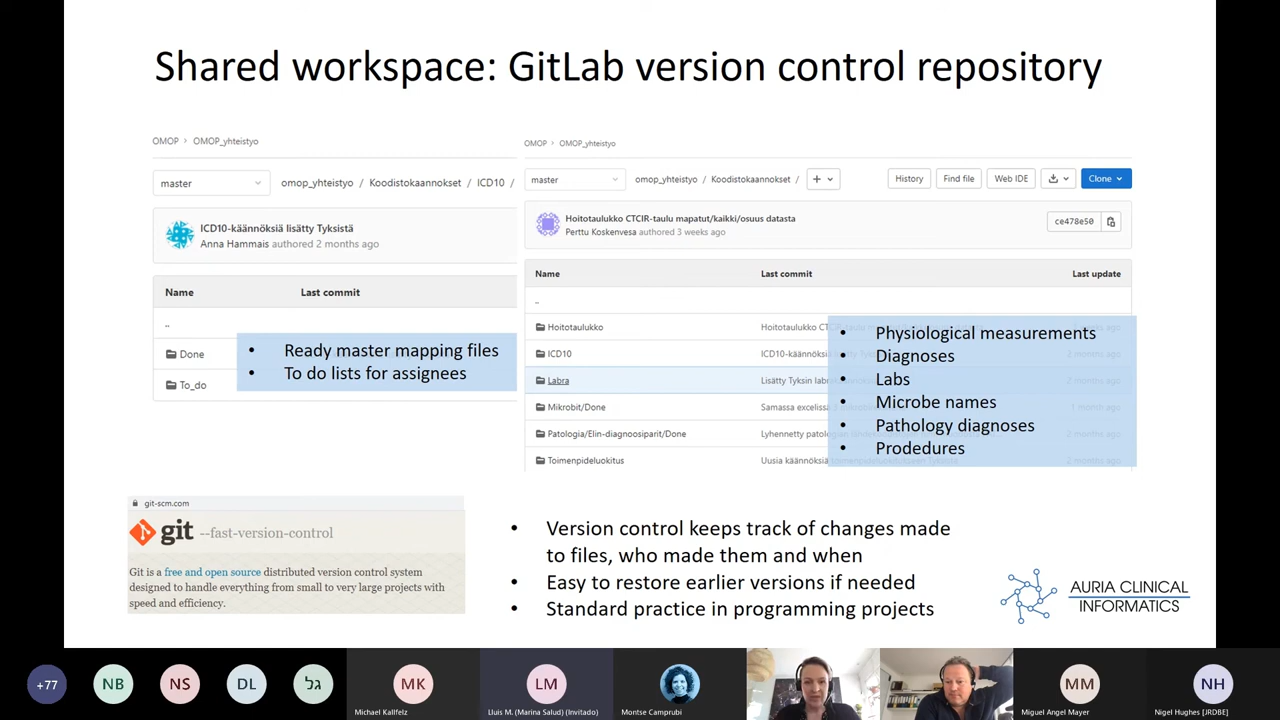 Shared workspace: GitLab version control repository
OMOP > OMOP_yhteistyo
master
omop_yhteistyo / Koodistokaannokset / ICD10 /
ICD10-käännöksiä lisätty Tyksistä
Anna Hammais authored 2 months ago
Name Last commit
..
Done
To_do
• Ready master mapping files
• To do lists for assignees
OMOP > OMOP_yhteistyo
master
omop_yhteistyo / Koodistokaannokset /
+
History
Find file
Web IDE
Clone
Hoitotaulukko CTCIR-taulu mapatut/kaikki/osuus datasta
Perttu Koskenvesa authored 3 weeks ago
ce478e50
Name Last commit Last update
..
Hoitotaulukko
ICD10
Labra
Mikrobit/Done
Patologia/Elin-diagnoosiparit/Done
Toimenpideluokitus
• Physiological measurements
• Diagnoses
• Labs
• Microbe names
• Pathology diagnoses
• Prodedures
git-scm.com
git --fast-version-control
Git is a free and open source distributed version control system
designed to handle everything from small to very large projects with
speed and efficiency.
• Version control keeps track of changes made
to files, who made them and when
• Easy to restore earlier versions if needed
• Standard practice in programming projects
AURIA CLINICAL
INFORMATICS
+77
NB
NS
DL
גל
MK
Michael Kallfelz
LM
Lluis M. (Marina Salud) (Invitado)
Montse Camprubi
MM
Miguel Angel Mayer
NH
Nigel Hughes [JRDBE]